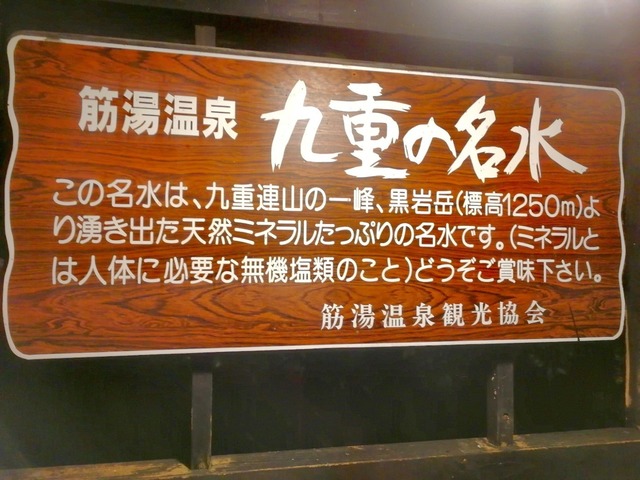 筋湯温泉 九重の名水
この名水は、九重連山の一峰、黒岩岳(標高1250m)よ
り湧き出た天然ミネラルたっぷりの名水です。(ミネラルと
は人体に必要な無機塩類のこと)どうぞご賞味下さい。
筋湯温泉観光協会